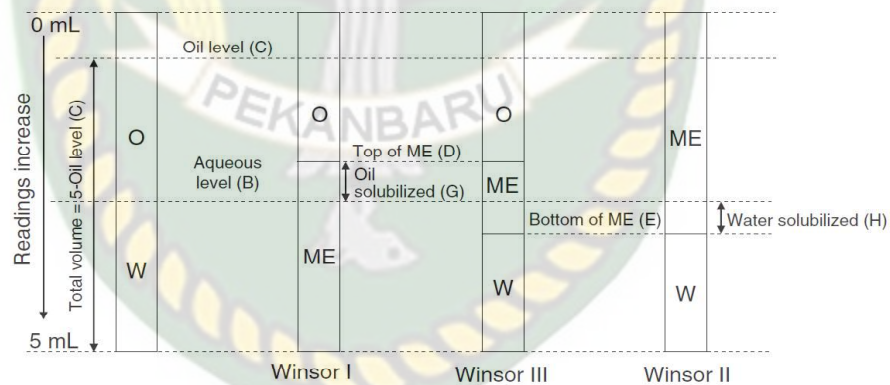 0 mL
Readings increase
5 mL
Total volume = 5-Oil level (C)
Oil level (C)
PEKANBARU
O
W
Aqueous
level (B)
O
ME
Winsor I
Top of ME (D)
Oil
solubilized (G)
O
ME
W
Winsor III
Bottom of ME (E)
ME
W
Winsor II
Water solubilized (H)